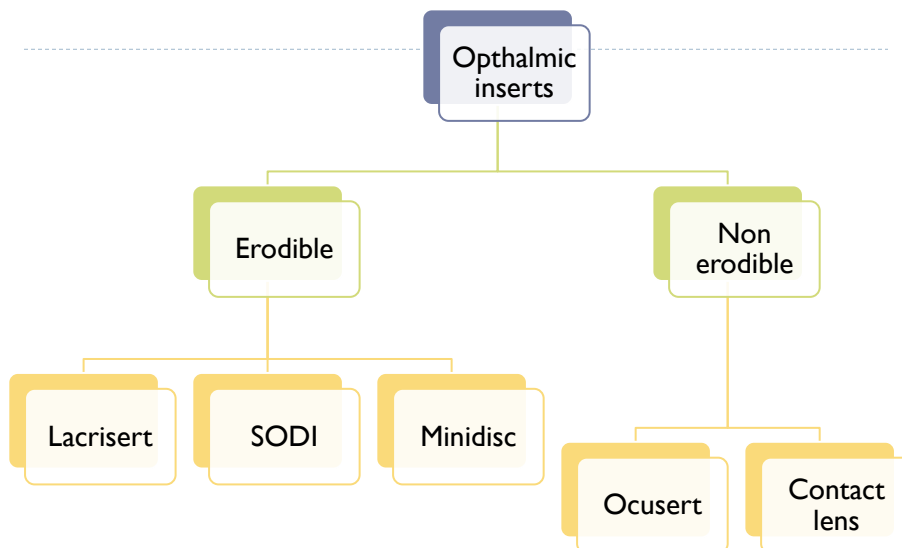 Opthalmic
inserts
Erodible
Non
erodible
Lacrisert
SODI
Minidisc
Ocusert
Contact
lens